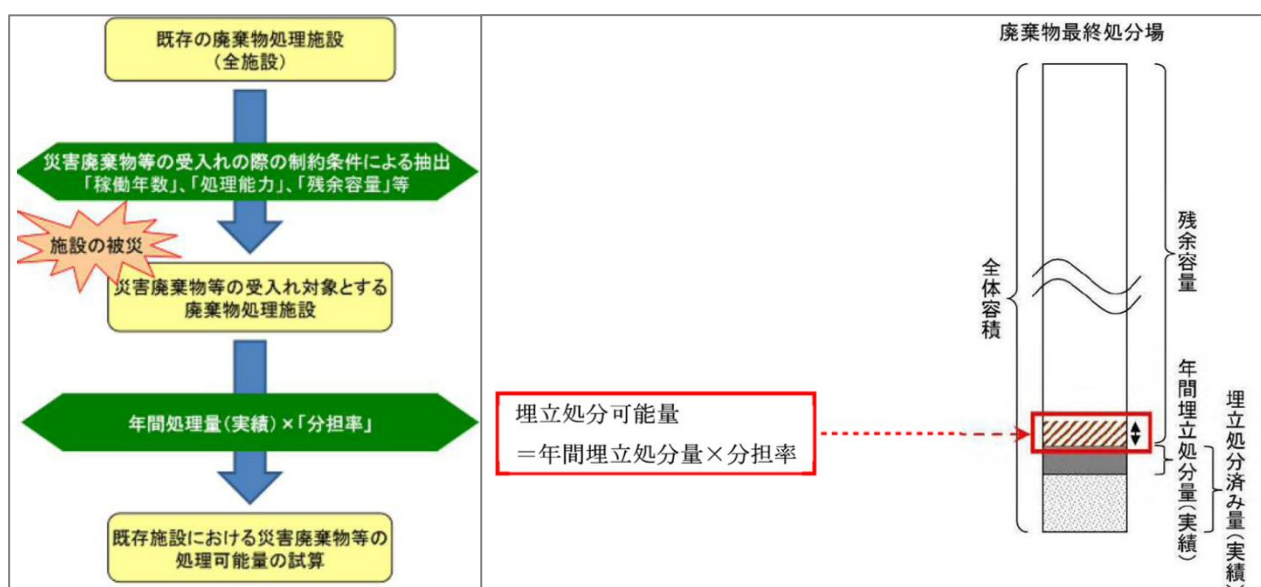 既存の廃棄物処理施設
(全施設)
災害廃棄物等の受入れの際の制約条件による抽出
「稼働年数」、「処理能力」、「残余容量」等
施設の被災
災害廃棄物等の受入れ対象とする
廃棄物処理施設
年間処理量(実績)×「分担率」
既存施設における災害廃棄物等の
処理可能量の試算
廃棄物最終処分場
全体容積
残余容量
年間埋立処分量(実績)
埋立処分済み量(実績)
埋立処分可能量
＝年間埋立処分量×分担率